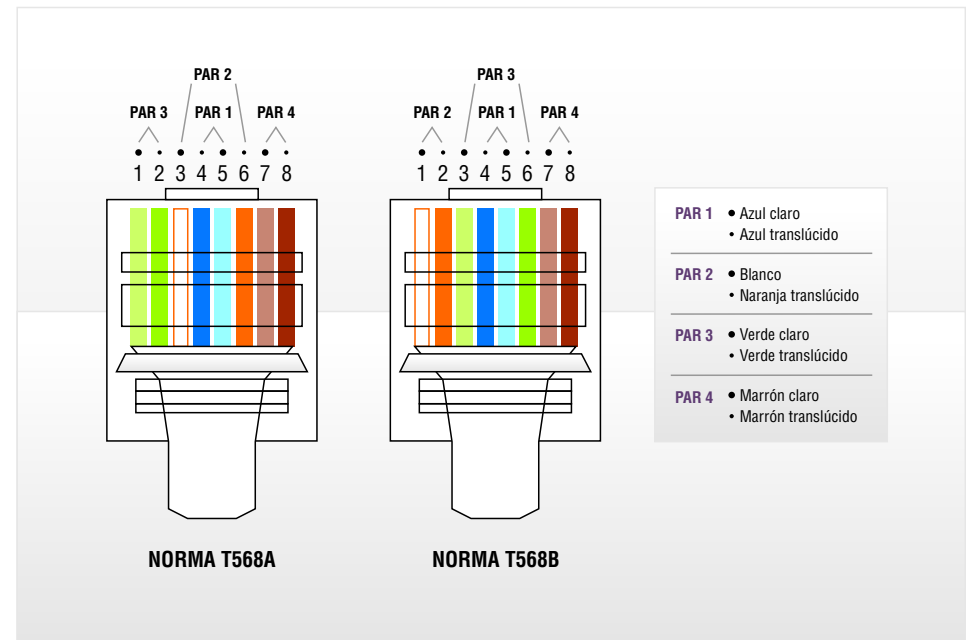 PAR 2
PAR 3 PAR 1 PAR 4
1 2 3 4 5 6 7 8
NORMA T568A
PAR 3
PAR 2 PAR 1 PAR 4
1 2 3 4 5 6 7 8
NORMA T568B
PAR 1 • Azul claro
• Azul translúcido
PAR 2 • Blanco
• Naranja translúcido
PAR 3 • Verde claro
• Verde translúcido
PAR 4 • Marrón claro
• Marrón translúcido